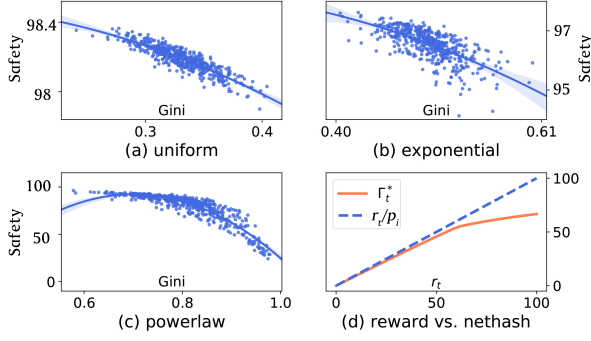 98.4
98
Safety
Gini
0.3
0.4
(a) uniform
97
95
Safety
Gini
0.40
0.61
(b) exponential
100
50
0
Safety
Gini
0.6
0.8
1.0
(c) powerlaw
Γ*t
rt/pi
100
50
0
rt
0
50
100
(d) reward vs. nethash